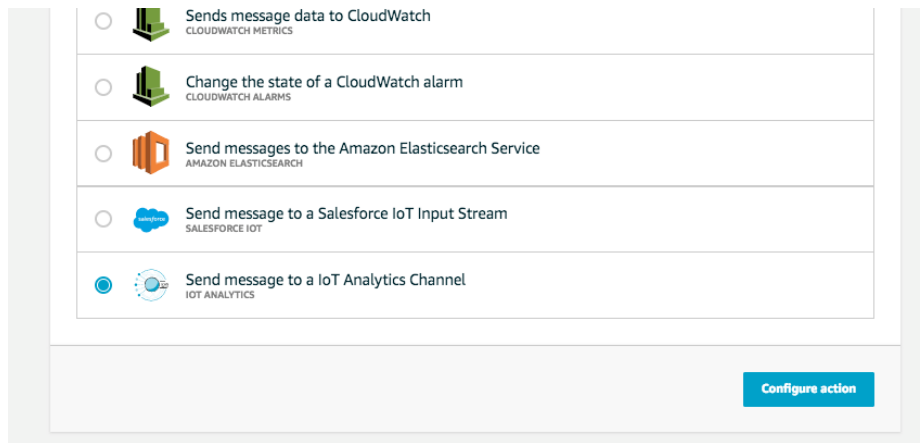 Sends message data to CloudWatch
CLOUDWATCH METRICS
Change the state of a CloudWatch alarm
CLOUDWATCH ALARMS
Send messages to the Amazon Elasticsearch Service
AMAZON ELASTICSEARCH
salesforce
Send message to a Salesforce IoT Input Stream
SALESFORCE IOT
Send message to a IoT Analytics Channel
IOT ANALYTICS
Configure action